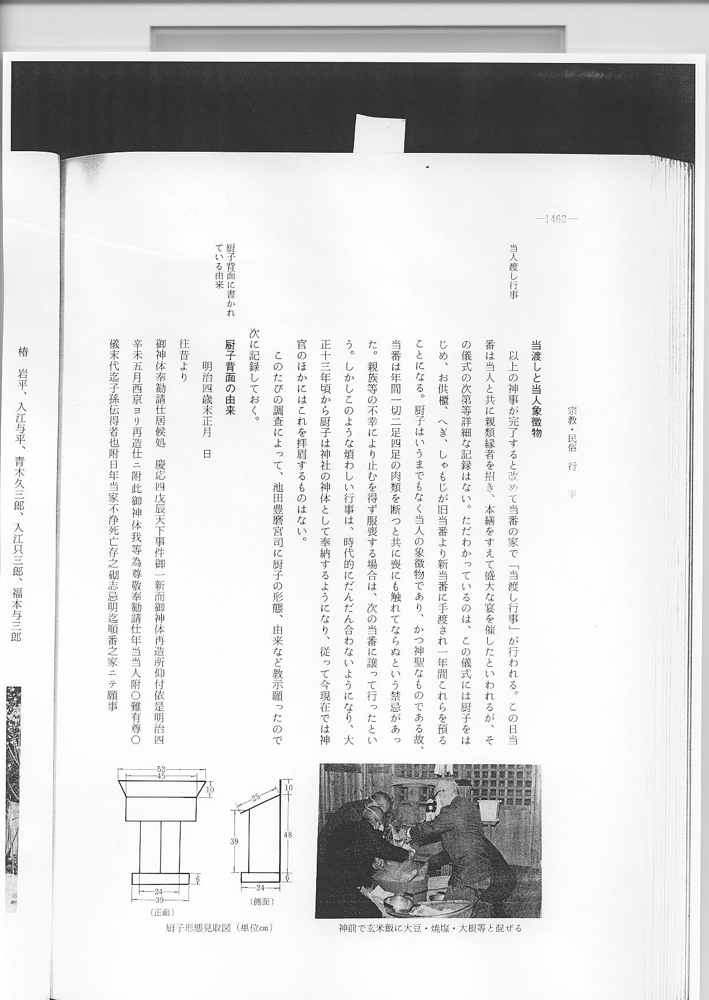 ―1462―
宗教・民俗 行 事
当人渡し行事
当渡しと当人象徴物
以上の神事が完了すると改めて当番の家で「当渡し行事」が行われる。この日当
番は当人と共に親類縁者を招き、本繕をすえて盛大な宴を催したといわれるが、そ
の儀式の次第等詳細な記録はない。ただわかっているのは、この儀式には厨子をは
じめ、お供櫃、へぎ、しゃもじが旧当番より新当番に手渡され一年間これらを預る
ことになる。厨子はいうまでもなく当人の象徴物であり、かつ神聖なものである故、
当番は年間一切二足四足の肉類を断つと共に喪にも触れてならぬという禁忌があっ
た。親族等の不幸により止むを得ず服喪する場合は、次の当番に譲って行ったとい
う。しかしこのような煩わしい行事は、時代的にだんだん合わないようになり、大
正十三年頃から厨子は神社の神体として奉納するようになり、従って今現在では神
官のほかにはこれを拝眉するものはない。
このたびの調査によって、池田豊磨宮司に厨子の形態、由来など教示願ったので
次に記録しておく。
厨子背面に書かれ
ている由来
厨子背面の由来
明治四歳末正月 日
往昔より
御神体奉勧請仕居候処 慶応四戊辰天下事件御一新而御神体再造所仰付依是明治四
辛未五月西京ヨリ再造仕ニ附此御神体我等為尊敬奉勧請仕年当当人附〇難有尊〇
儀末代迄子孫伝得者也附日年当家不浄死亡存之砌志忌明迄順番之家ニテ願事
神前で玄米飯に大豆・焼塩・大根等と混ぜる
10
25
48
39
6
24
(側面)
52
45
10
6
24
39
(正面)
厨子形態見取図(単位cm)
椿 岩平、入江与平、青木久三郎、入江只三郎、福本与三郎